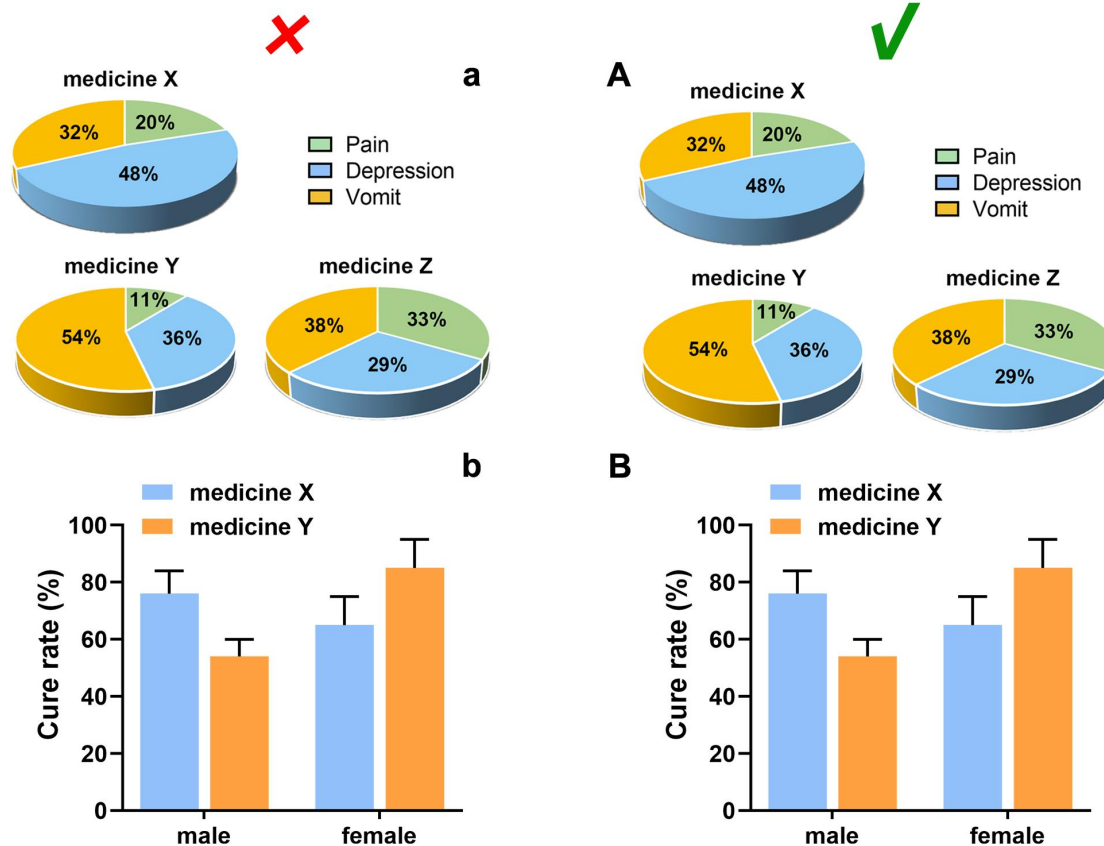 a
medicine X
32%
20%
48%
Pain
Depression
Vomit
medicine Y
11%
54%
36%
medicine Z
38%
33%
29%
b
medicine X
medicine Y
Cure rate (%)
100
80
60
40
20
0
male
female
A
medicine X
32%
20%
48%
Pain
Depression
Vomit
medicine Y
11%
54%
36%
medicine Z
38%
33%
29%
B
medicine X
medicine Y
Cure rate (%)
100
80
60
40
20
0
male
female